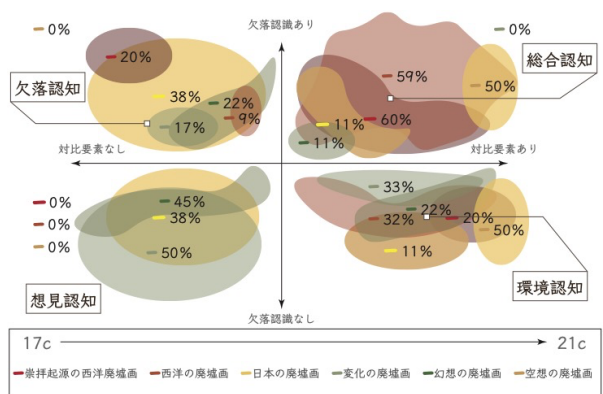 欠落認識あり
0%
0%
20%
総合認知
欠落認知
59%
50%
38%
22%
17%
9%
11%
60%
11%
対比要素なし
対比要素あり
33%
0%
45%
22%
0%
38%
32%
20%
50%
0%
50%
11%
想見認知
環境認知
欠落認識なし
17c
21c
崇拝起源の西洋廃墟画
西洋の廃墟画
日本の廃墟画
変化の廃墟画
幻想の廃墟画
空想の廃墟画